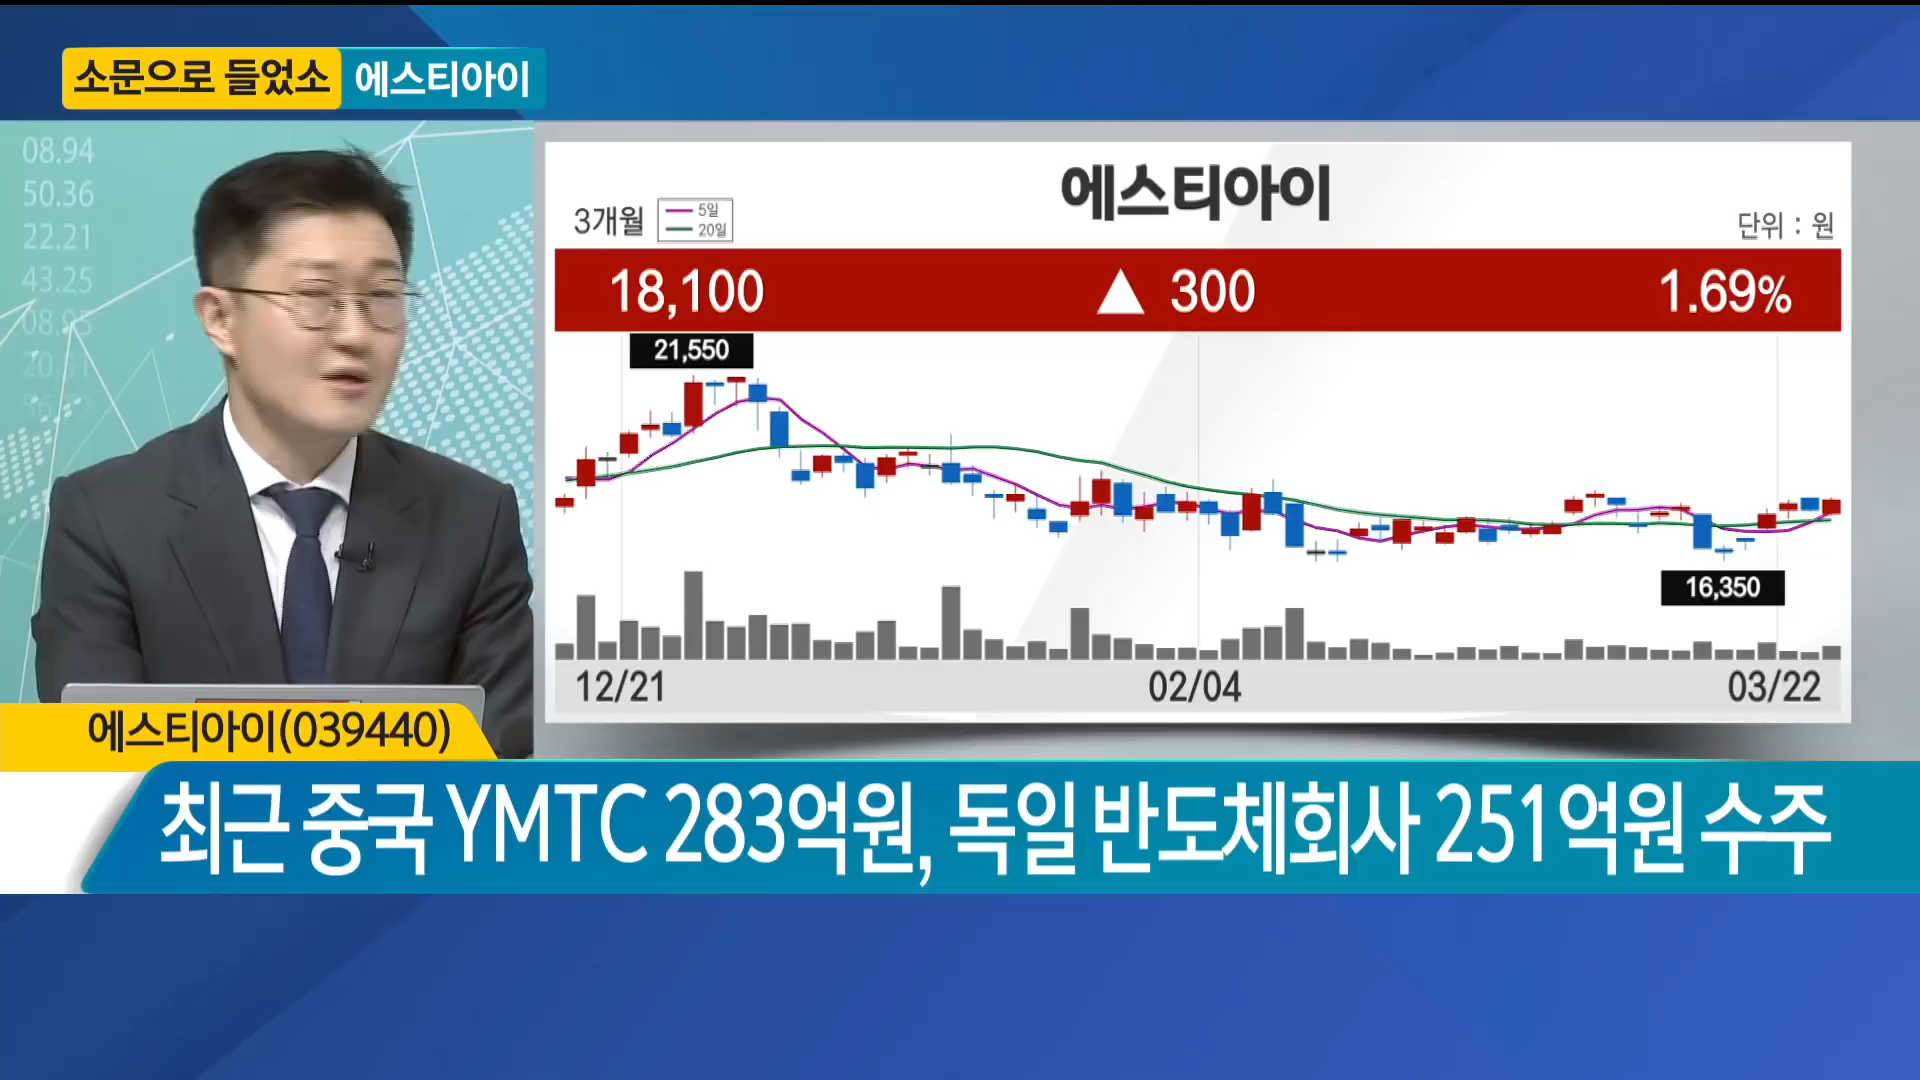 소문으로 들었소 에스티아이
08.94
50.36
22.21
43.25
08.95
에스티아이
3개월
5일
20일
단위 : 원
18,100 ▲ 300 1.69%
21,550
16,350
12/21 02/04 03/22
에스티아이(039440)
최근 중국 YMTC 283억원, 독일 반도체회사 251억원 수주